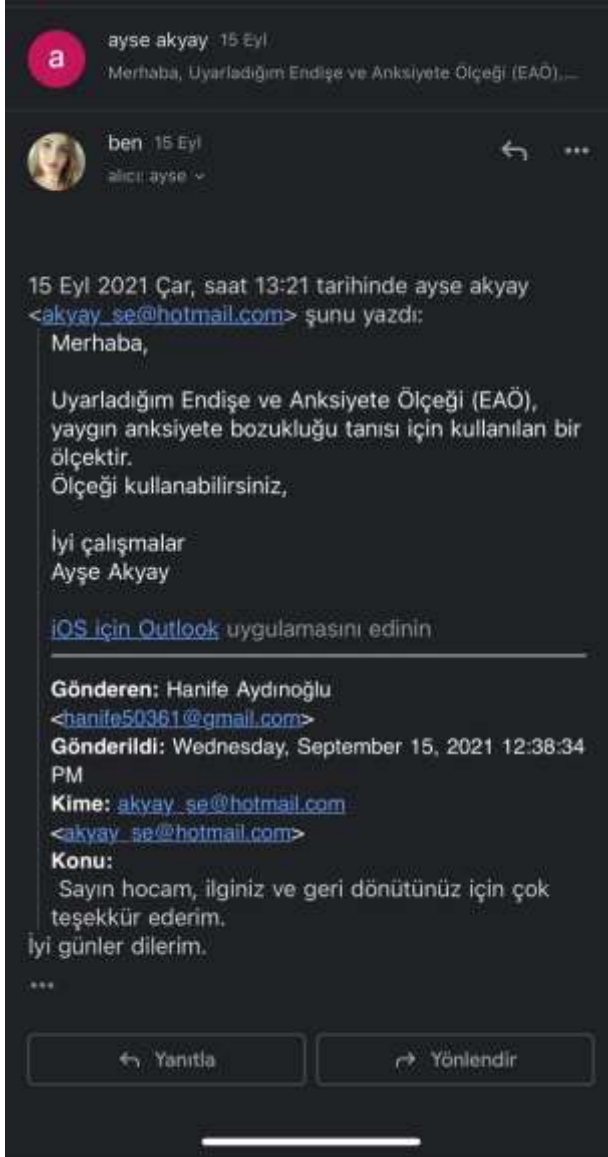 a
ayse akyay 15 Eyl
Merhaba, Uyarladığım Endişe ve Anksiyete Ölçeği (EAÖ),...
ben 15 Eyl
alıcı: ayse
15 Eyl 2021 Çar, saat 13:21 tarihinde ayse akyay
<akyay_se@hotmail.com> şunu yazdı:
Merhaba,
Uyarladığım Endişe ve Anksiyete Ölçeği (EAÖ),
yaygın anksiyete bozukluğu tanısı için kullanılan bir
ölçektir.
Ölçeği kullanabilirsiniz,
İyi çalışmalar
Ayşe Akyay
iOS için Outlook uygulamasını edinin
Gönderen: Hanife Aydınoğlu
<hanife50361@gmail.com>
Gönderildi: Wednesday, September 15, 2021 12:38:34
PM
Kime: akyay_se@hotmail.com
<akyay_se@hotmail.com>
Konu:
Sayın hocam, ilginiz ve geri dönütünüz için çok
teşekkür ederim.
İyi günler dilerim.
Yanıtla
Yönlendir